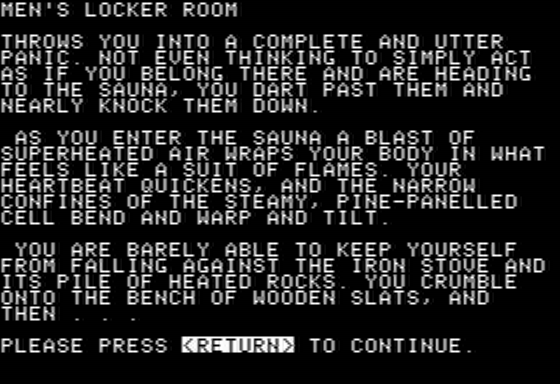 MEN'S LOCKER ROOM
THROWS YOU INTO A COMPLETE AND UTTER
PANIC. NOT EVEN THINKING TO SIMPLY ACT
AS IF YOU BELONG THERE AND ARE HEADING
TO THE SAUNA, YOU DART PAST THEM AND
NEARLY KNOCK THEM DOWN.
AS YOU ENTER THE SAUNA A BLAST OF
SUPERHEATED AIR WRAPS YOUR BODY IN WHAT
FEELS LIKE A SUIT OF FLAMES. YOUR
HEARTBEAT QUICKENS, AND THE NARROW
CONFINES OF THE STEAMY, PINE-PANELLED
CELL BEND AND WARP AND TILT.
YOU ARE BARELY ABLE TO KEEP YOURSELF
FROM FALLING AGAINST THE IRON STOVE AND
ITS PILE OF HEATED ROCKS. YOU CRUMBLE
ONTO THE BENCH OF WOODEN SLATS, AND
THEN . . .
PLEASE PRESS <RETURN> TO CONTINUE.